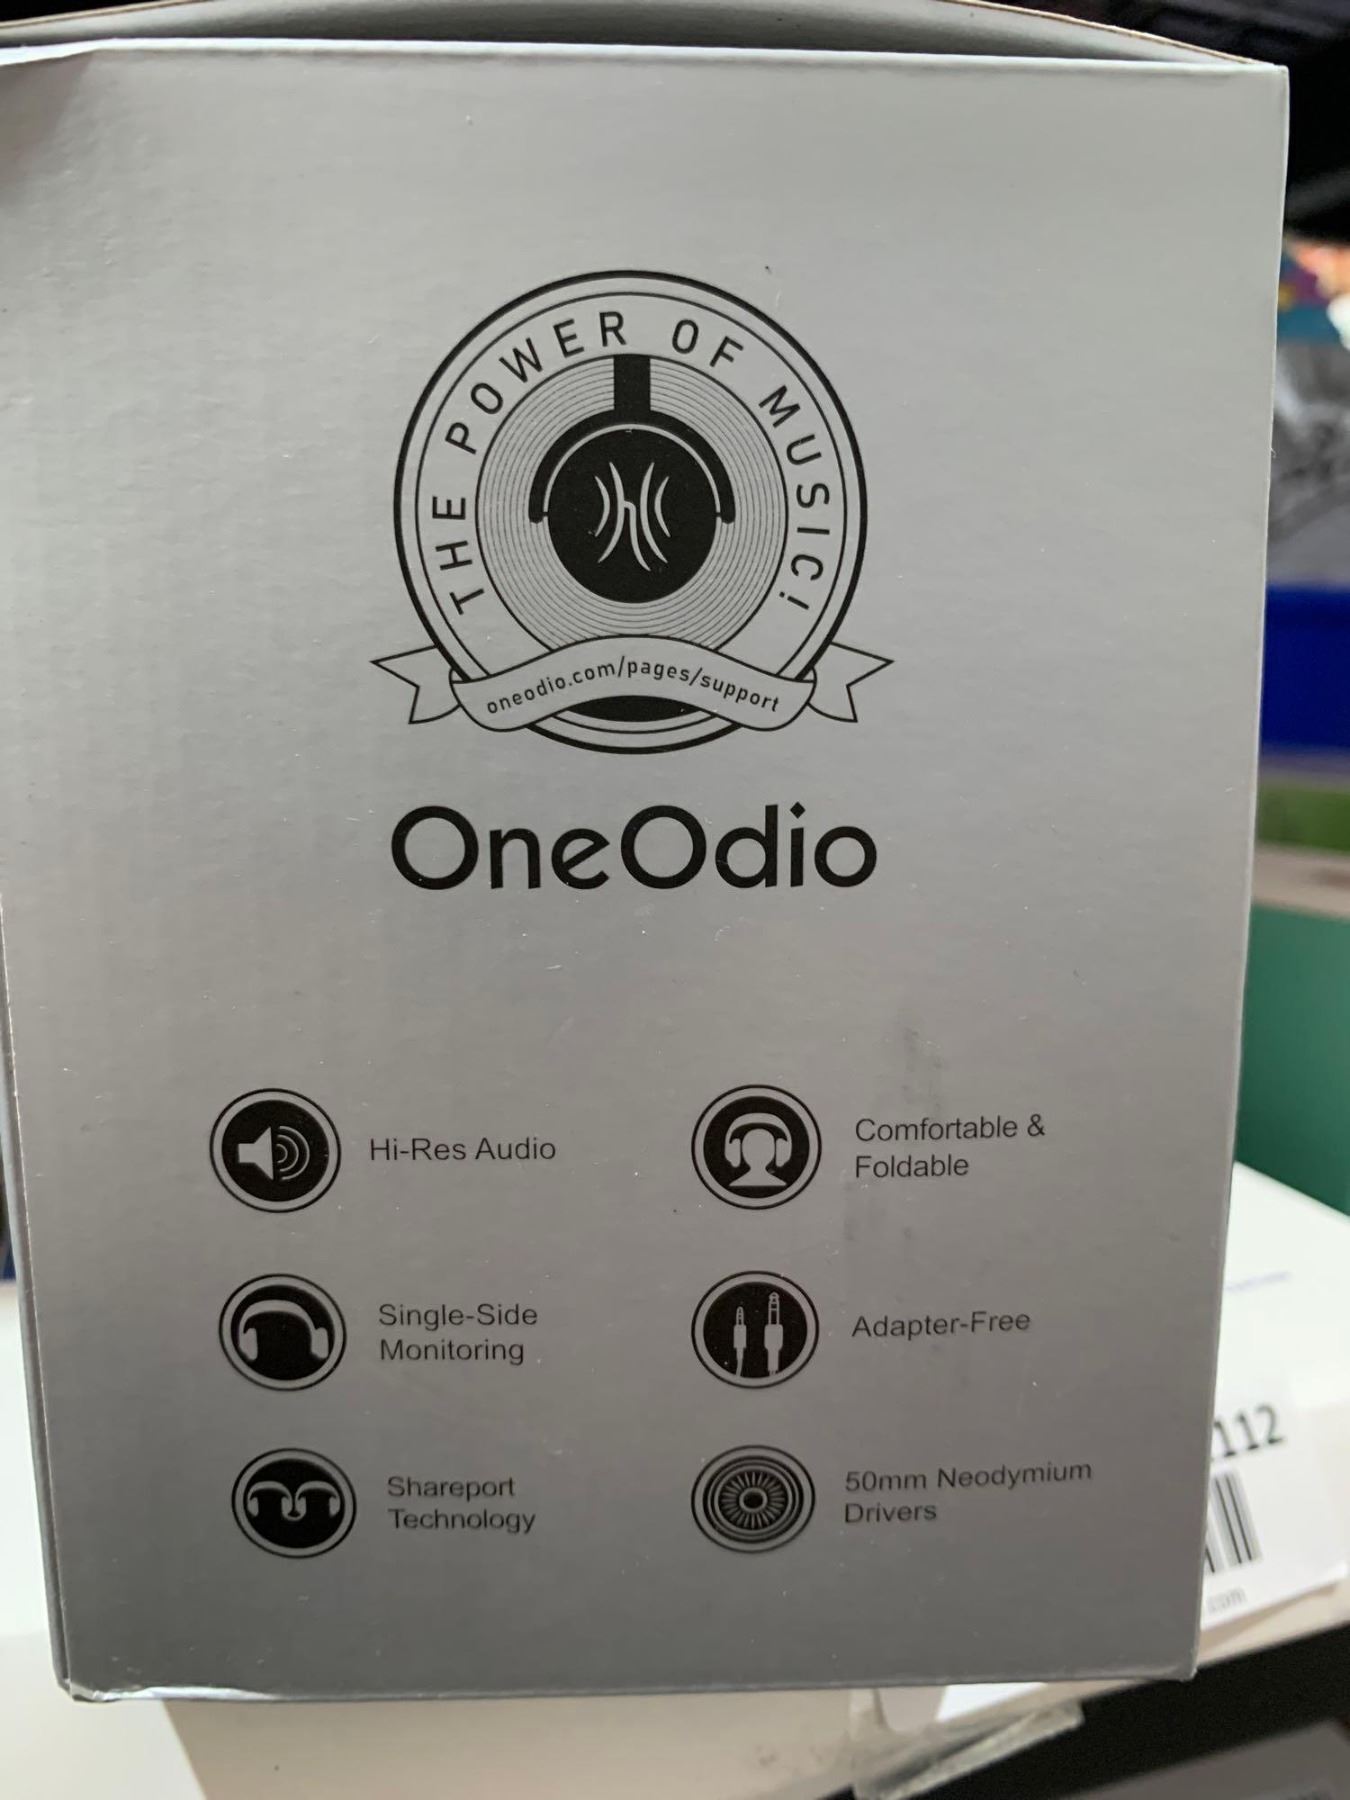 THE POWER OF MUSIC!
oneodio.com/pages/support
OneOdio
Hi-Res Audio
Comfortable &
Foldable
Single-Side
Monitoring
Adapter-Free
Shareport
Technology
50mm Neodymium
Drivers
112
.com